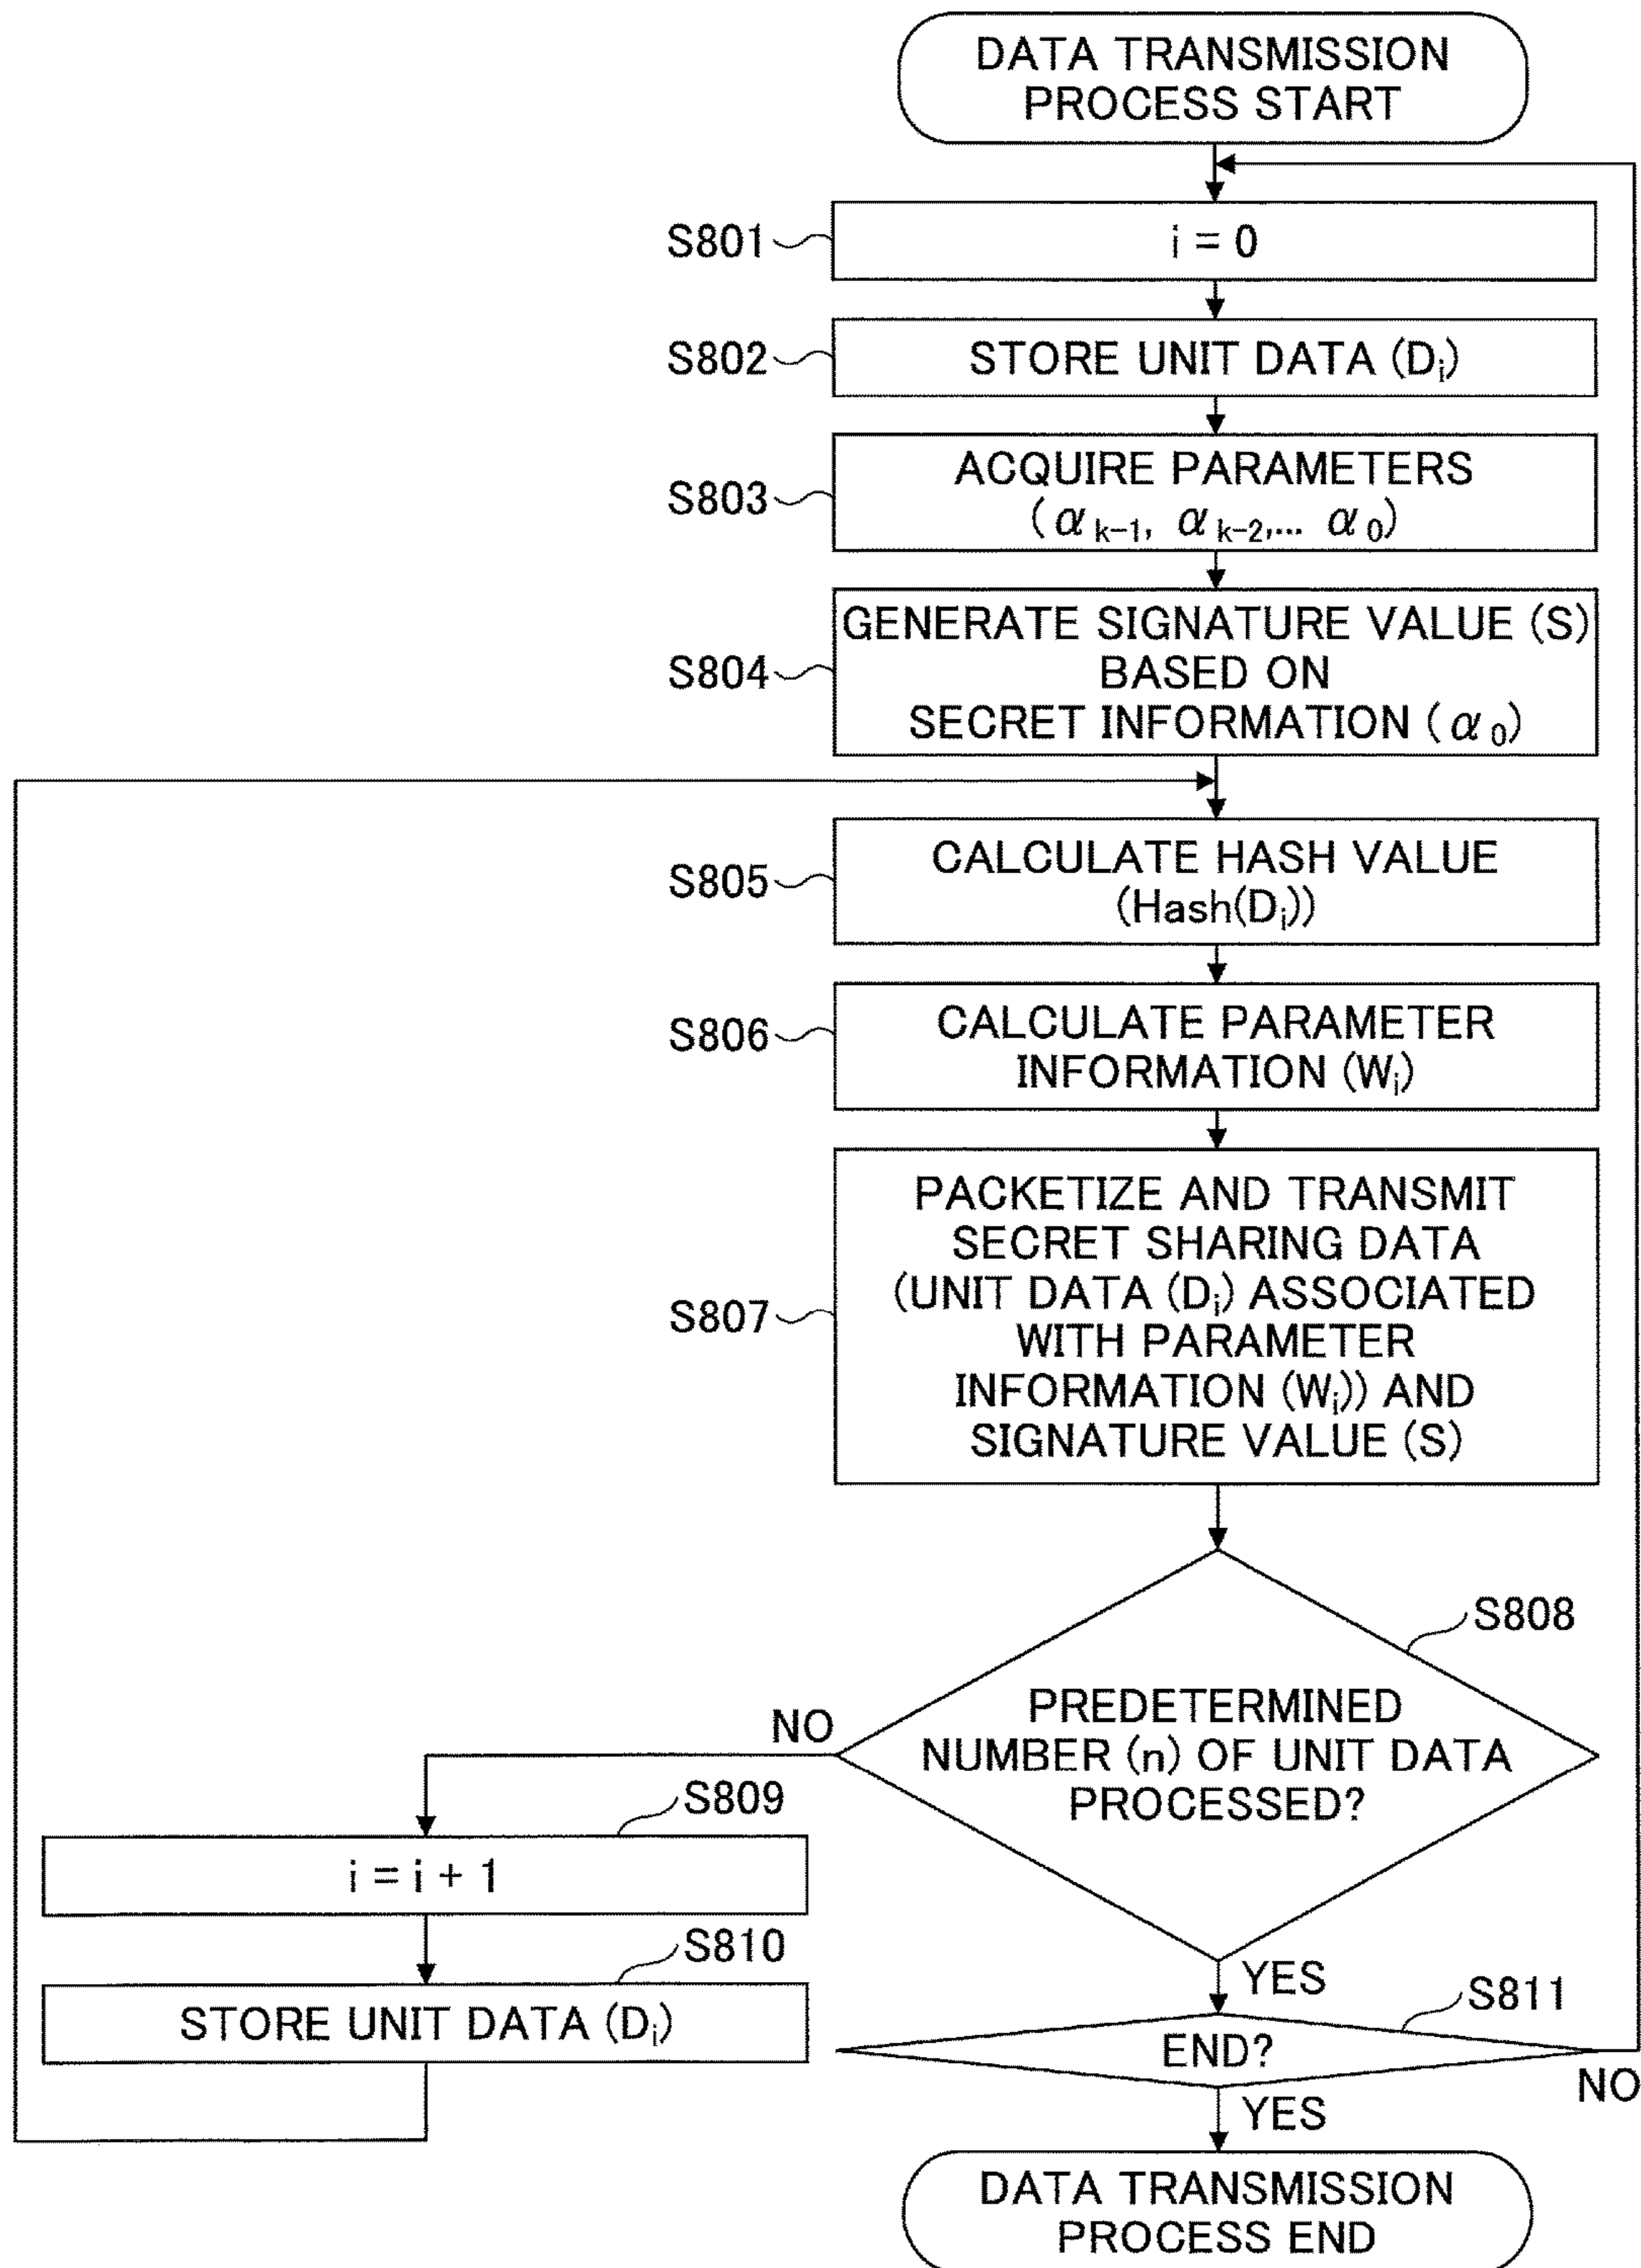 DATA TRANSMISSION
PROCESS START
S801
i = 0
S802
STORE UNIT DATA (Di)
S803
ACQUIRE PARAMETERS
(αk-1, αk-2,... α0)
S804
GENERATE SIGNATURE VALUE (S)
BASED ON
SECRET INFORMATION (α0)
S805
CALCULATE HASH VALUE
(Hash(Di))
S806
CALCULATE PARAMETER
INFORMATION (Wi)
S807
PACKETIZE AND TRANSMIT
SECRET SHARING DATA
(UNIT DATA (Di) ASSOCIATED
WITH PARAMETER
INFORMATION (Wi)) AND
SIGNATURE VALUE (S)
S808
PREDETERMINED
NUMBER (n) OF UNIT DATA
PROCESSED?
NO
S809
i = i + 1
S810
STORE UNIT DATA (Di)
YES
S811
END?
NO
YES
DATA TRANSMISSION
PROCESS END